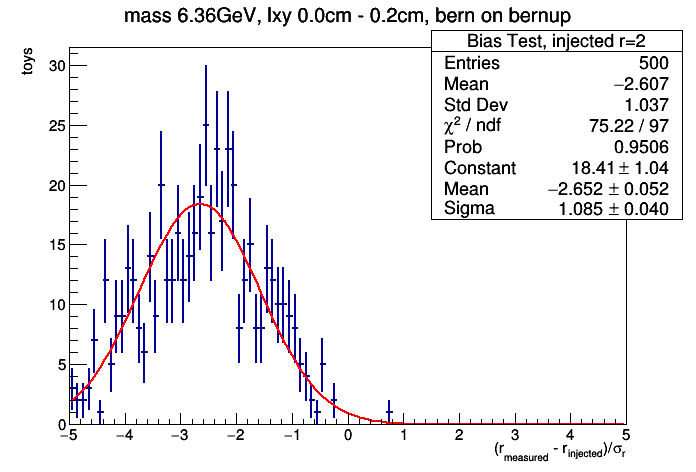 mass 6.36GeV, lxy 0.0cm - 0.2cm, bern on bernup
Bias Test, injected r=2
Entries 500
Mean −2.607
Std Dev 1.037
χ² / ndf 75.22 / 97
Prob 0.9506
Constant 18.41 ± 1.04
Mean −2.652 ± 0.052
Sigma 1.085 ± 0.040
toys
30
25
20
15
10
5
0
−5 −4 −3 −2 −1 0 1 2 3 4 5
(r_measured - r_injected)/σ_r